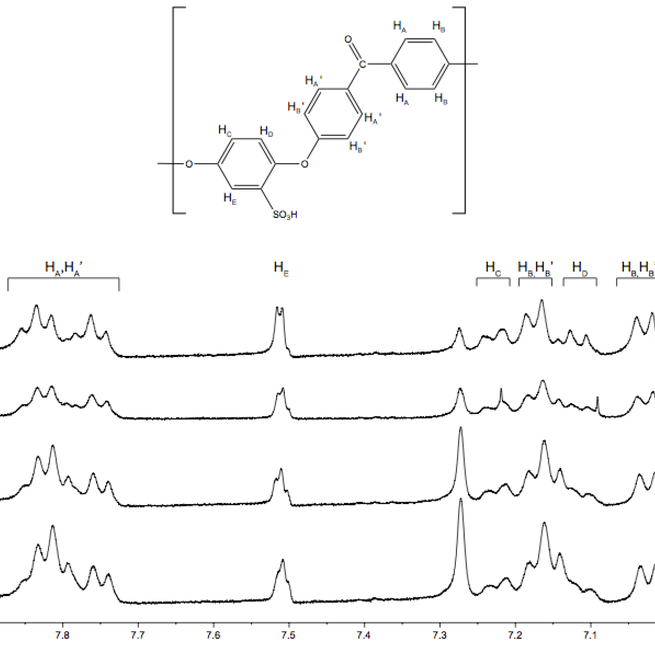 H_A H_B
O
C
H_A'
H_A H_B
H_B' H_A'
H_C H_D H_B'
O O
H_E
SO₃H
H_A,H_A' H_E H_C H_B,H_B' H_D H_B,H_B'
7.8 7.7 7.6 7.5 7.4 7.3 7.2 7.1